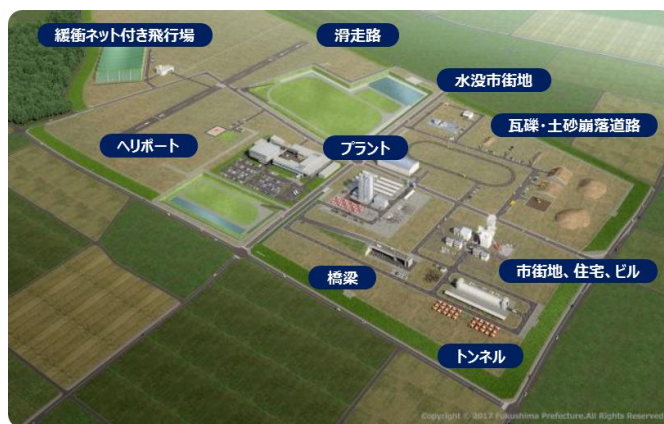 緩衝ネット付き飛行場
滑走路
水没市街地
瓦礫・土砂崩落道路
ヘリポート
プラント
橋梁
市街地、住宅、ビル
トンネル
Copyright © 2017 Fukushima Prefecture.All Rights Reserved